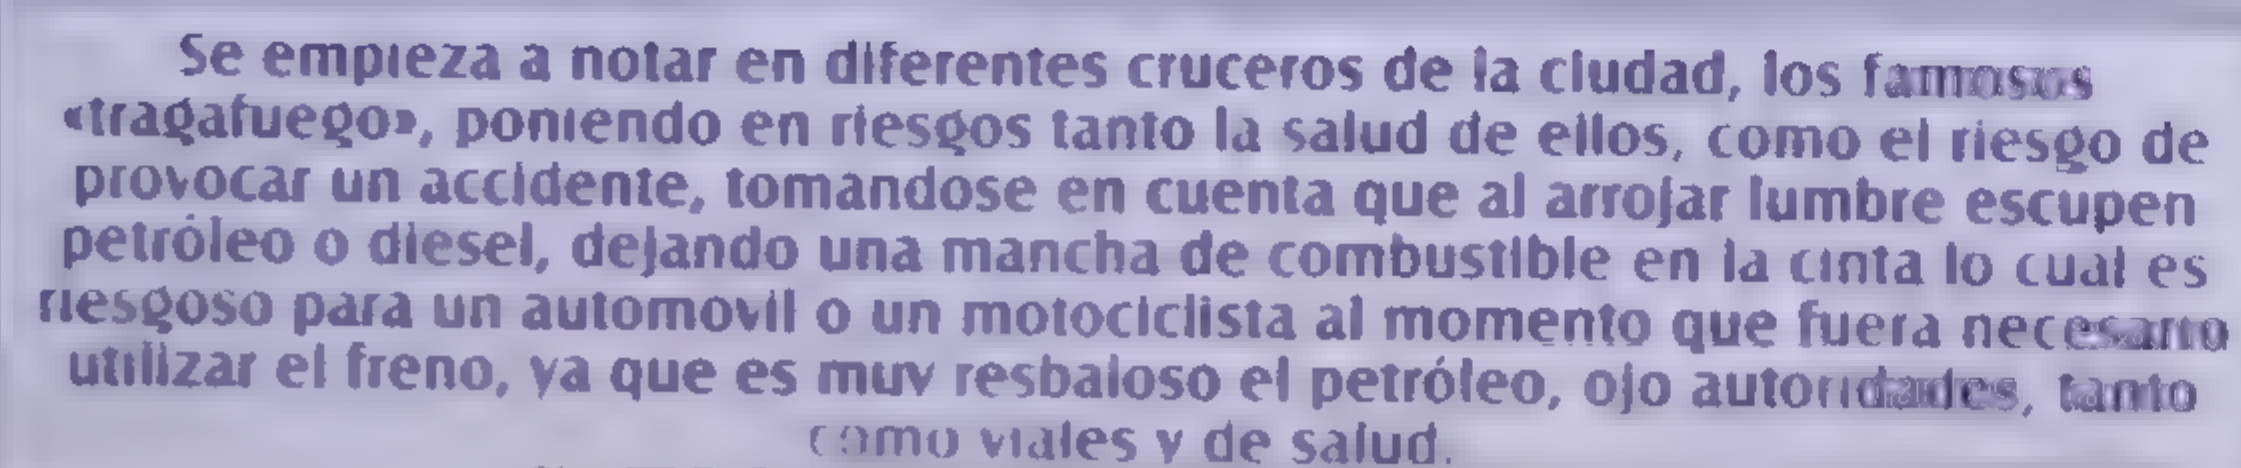 Se empieza a notar en diferentes cruceros de la ciudad, los famosos
«tragafuego», poniendo en riesgos tanto la salud de ellos, como el riesgo de
provocar un accidente, tomandose en cuenta que al arrojar lumbre escupen
petróleo o diesel, dejando una mancha de combustible en la cinta lo cual es
riesgoso para un automovil o un motociclista al momento que fuera necesario
utilizar el freno, ya que es muy resbaloso el petróleo, ojo autoridades, tanto
como viales y de salud.